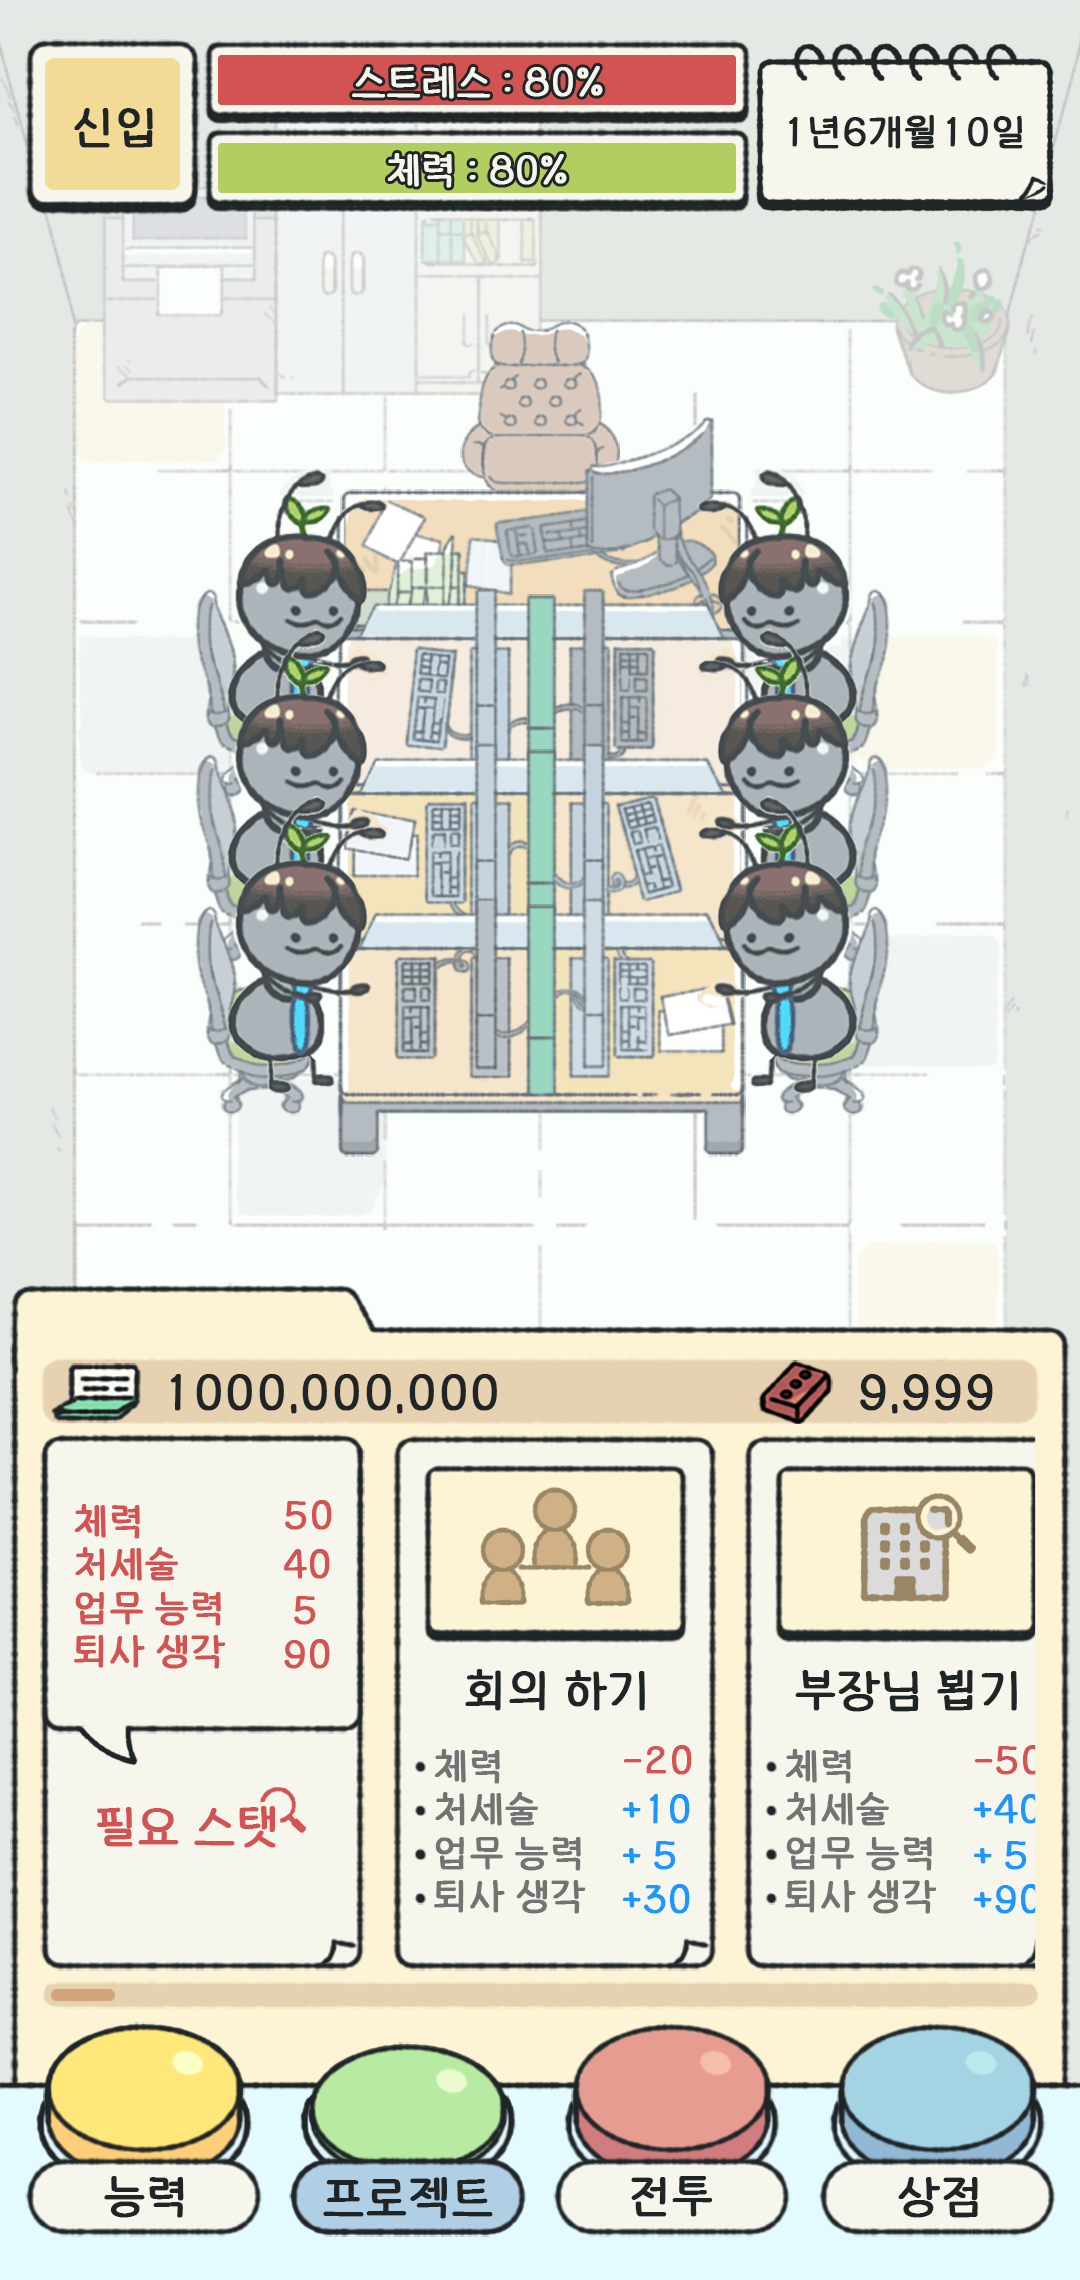 신입
스트레스 : 80%
체력 : 80%
1년6개월10일
1000,000,000
9,999
체력 50
처세술 40
업무 능력 5
퇴사 생각 90
필요 스탯
회의 하기
•체력 -20
•처세술 +10
•업무 능력 + 5
•퇴사 생각 +30
부장님 뵙기
•체력 -50
•처세술 +40
•업무 능력 + 5
•퇴사 생각 +90
능력
프로젝트
전투
상점